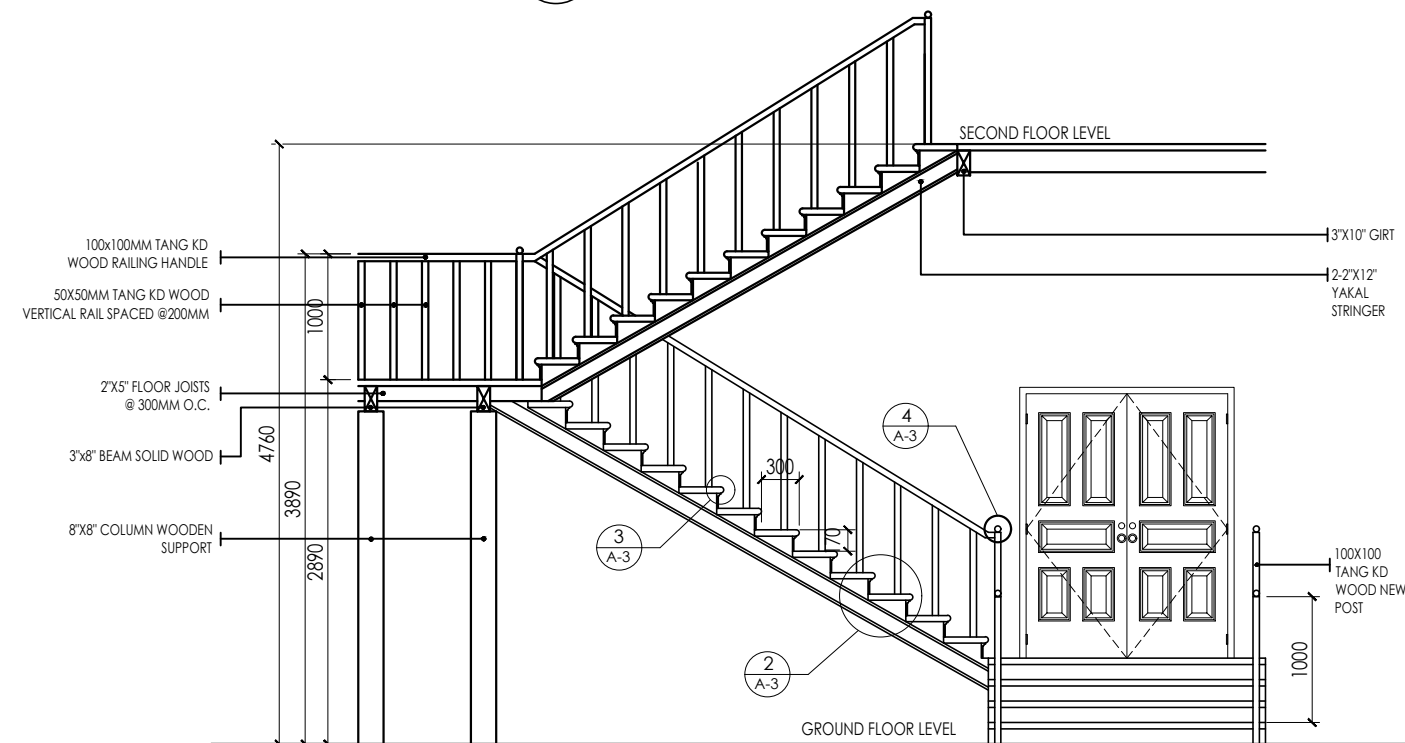 SECOND FLOOR LEVEL
100x100MM TANG KD
WOOD RAILING HANDLE
50X50MM TANG KD WOOD
VERTICAL RAIL SPACED @200MM
2"X5" FLOOR JOISTS
@ 300MM O.C.
3"x8" BEAM SOLID WOOD
8"X8" COLUMN WOODEN
SUPPORT
4760
3890
2890
1000
3"X10" GIRT
2-2"X12"
YAKAL
STRINGER
4
A-3
300
70
3
A-3
2
A-3
100X100
TANG KD
WOOD NEW
POST
1000
GROUND FLOOR LEVEL